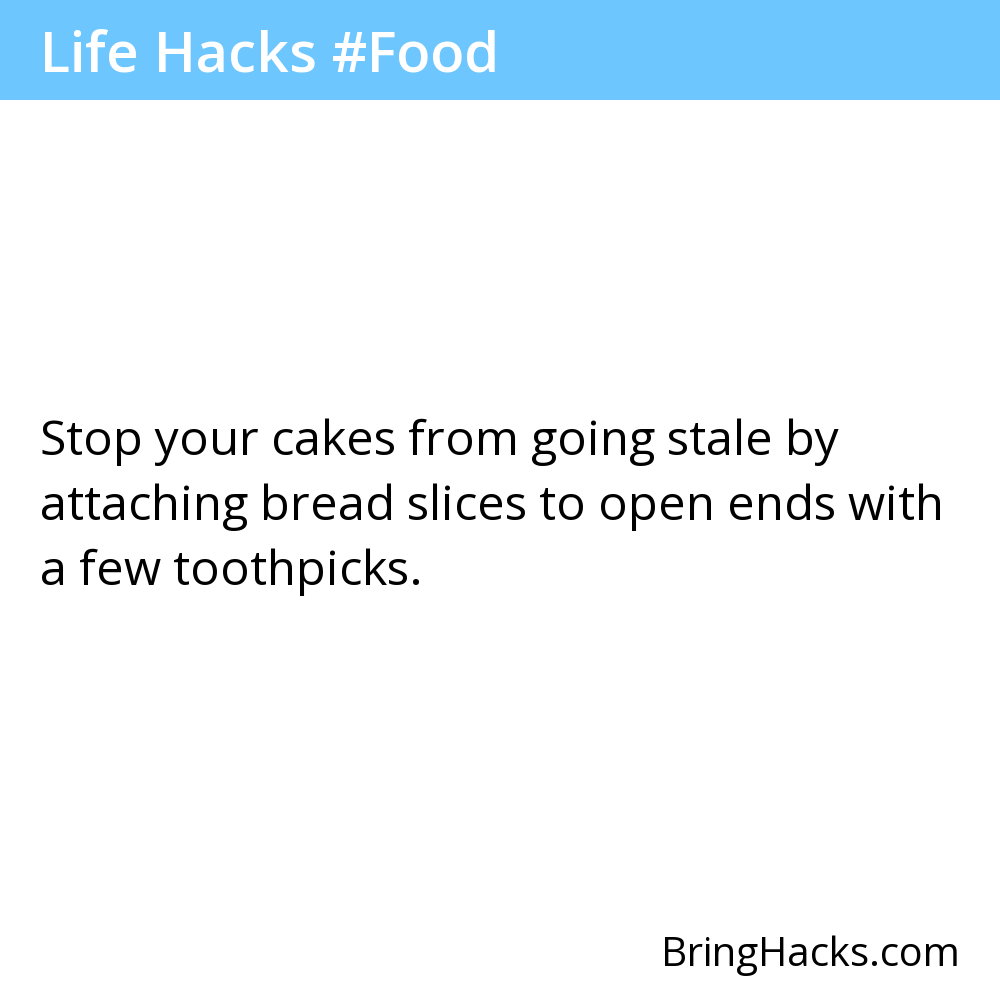 Life Hacks #Food
Stop your cakes from going stale by
attaching bread slices to open ends with
a few toothpicks.
BringHacks.com